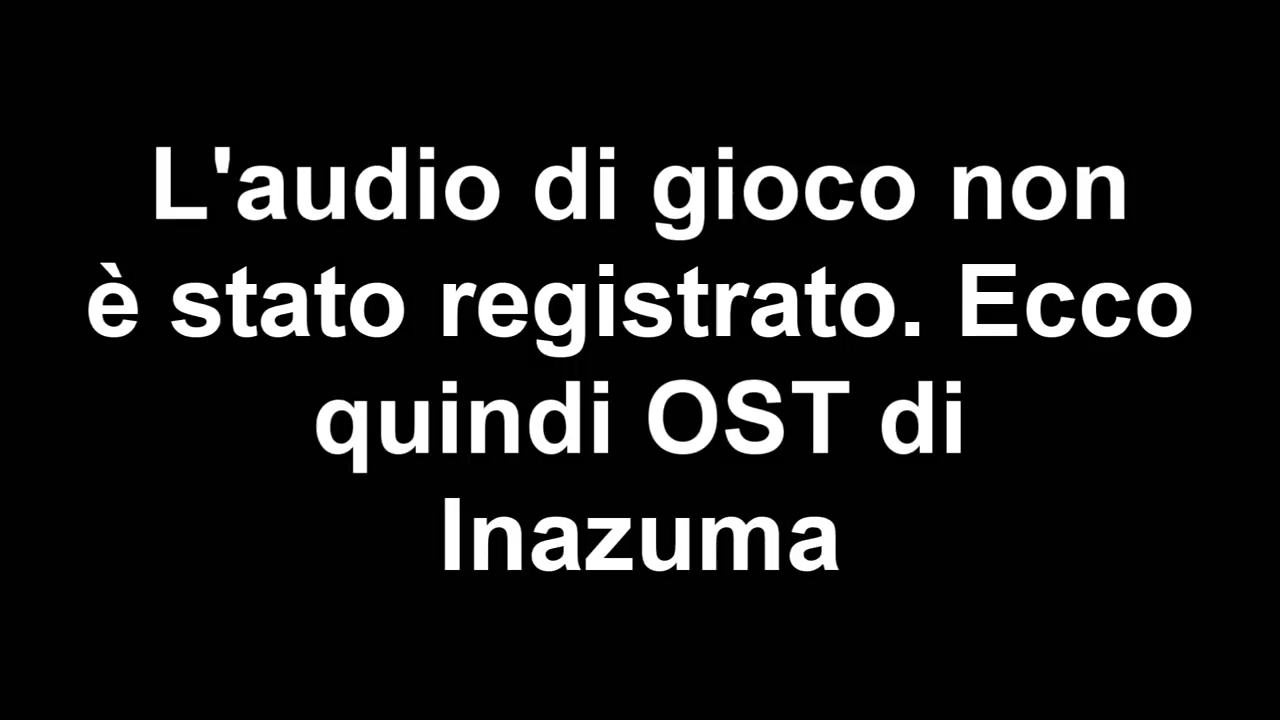 L'audio di gioco non
è stato registrato. Ecco
quindi OST di
Inazuma